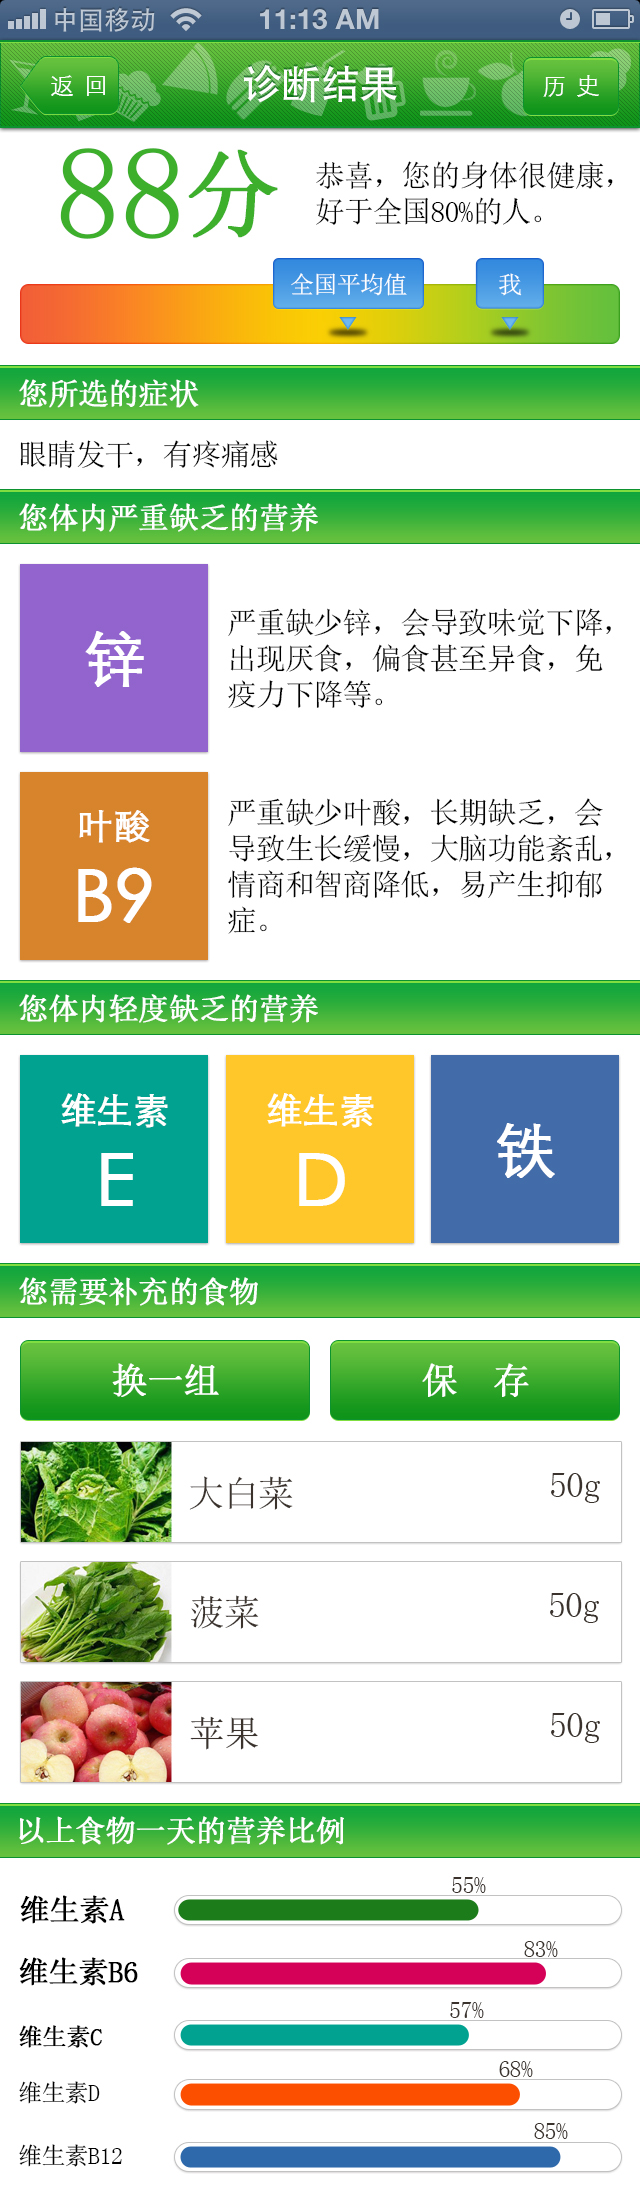 中国移动 11:13 AM
返 回
诊断结果
历 史
88分
恭喜，您的身体很健康，
好于全国80%的人。
全国平均值
我
您所选的症状
眼睛发干，有疼痛感
您体内严重缺乏的营养
锌
严重缺少锌，会导致味觉下降，
出现厌食，偏食甚至异食，免
疫力下降等。
叶酸
B9
严重缺少叶酸，长期缺乏，会
导致生长缓慢，大脑功能紊乱，
情商和智商降低，易产生抑郁
症。
您体内轻度缺乏的营养
维生素
E
维生素
D
铁
您需要补充的食物
换一组
保 存
大白菜
50g
菠菜
50g
苹果
50g
以上食物一天的营养比例
55%
维生素A
83%
维生素B6
57%
维生素C
68%
维生素D
85%
维生素B12